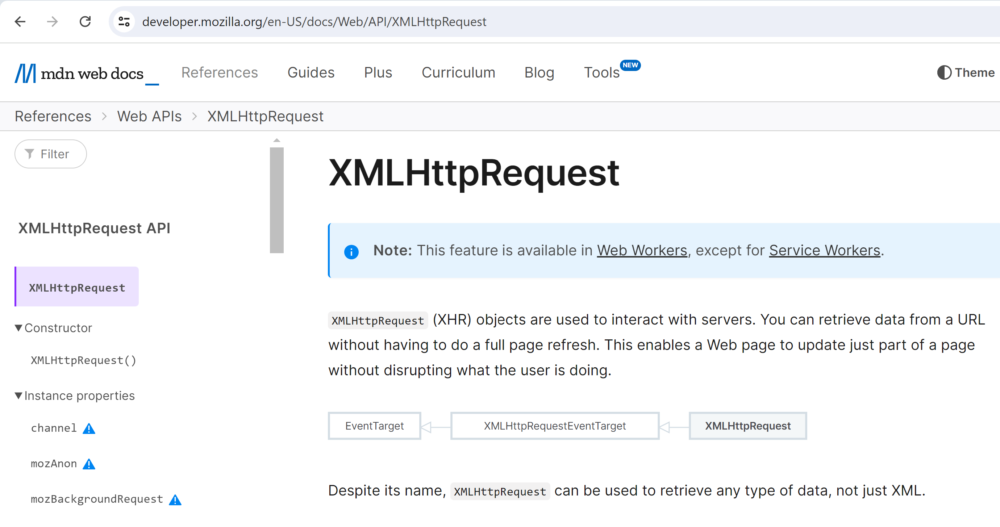 developer.mozilla.org/en-US/docs/Web/API/XMLHttpRequest
mdn web docs_
References Guides Plus Curriculum Blog Tools NEW Theme
References > Web APIs > XMLHttpRequest
Filter
XMLHttpRequest API
XMLHttpRequest
Constructor
XMLHttpRequest()
Instance properties
channel
mozAnon
mozBackgroundRequest
XMLHttpRequest
Note: This feature is available in Web Workers, except for Service Workers.
XMLHttpRequest (XHR) objects are used to interact with servers. You can retrieve data from a URL
without having to do a full page refresh. This enables a Web page to update just part of a page
without disrupting what the user is doing.
EventTarget XMLHttpRequestEventTarget XMLHttpRequest
Despite its name, XMLHttpRequest can be used to retrieve any type of data, not just XML.